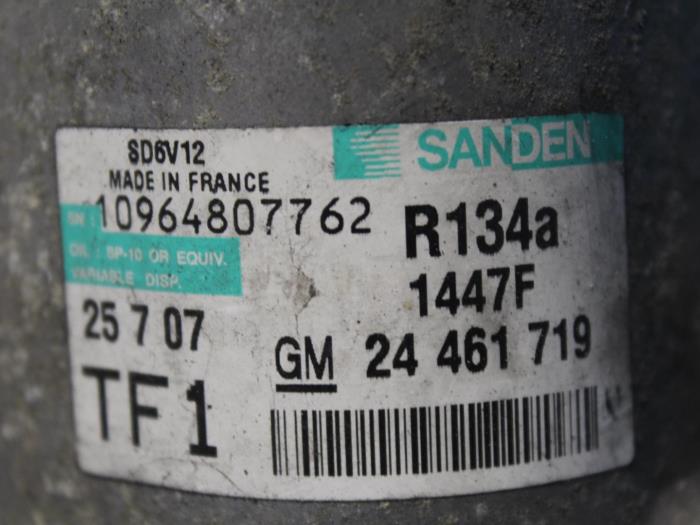 SD6V12
SANDEN
MADE IN FRANCE
SN : 10964807762
R134a
OIL : SP-10 OR EQUIV.
VARIABLE DISP.
1447F
25 7 07
GM 24 461 719
TF1